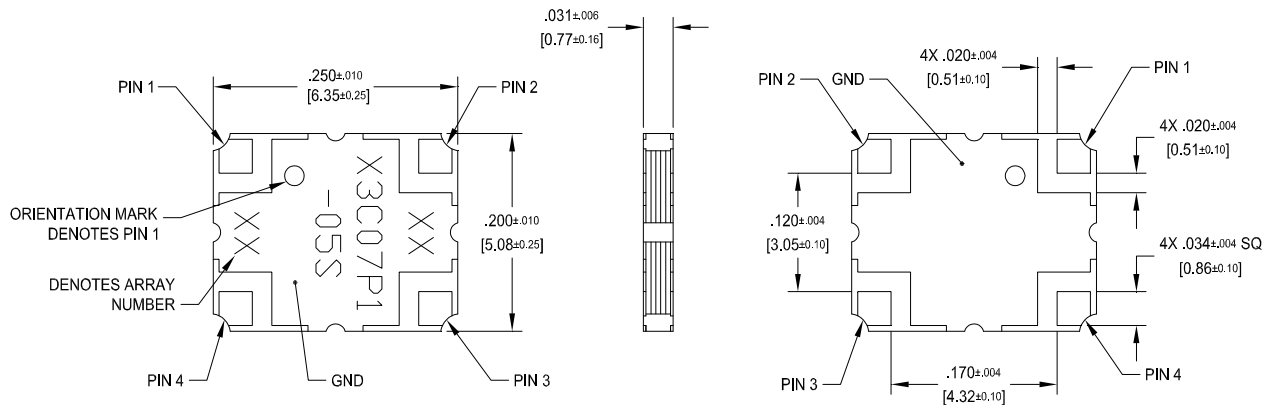 .250±.010
[6.35±0.25]
PIN 1
PIN 2
ORIENTATION MARK
DENOTES PIN 1
DENOTES ARRAY
NUMBER
X3C07P1
-05S
XX
XX
.200±.010
[5.08±0.25]
PIN 4
GND
PIN 3
.031±.006
[0.77±0.16]
4X .020±.004
[0.51±0.10]
PIN 2
GND
PIN 1
4X .020±.004
[0.51±0.10]
.120±.004
[3.05±0.10]
4X .034±.004 SQ
[0.86±0.10]
PIN 3
.170±.004
[4.32±0.10]
PIN 4